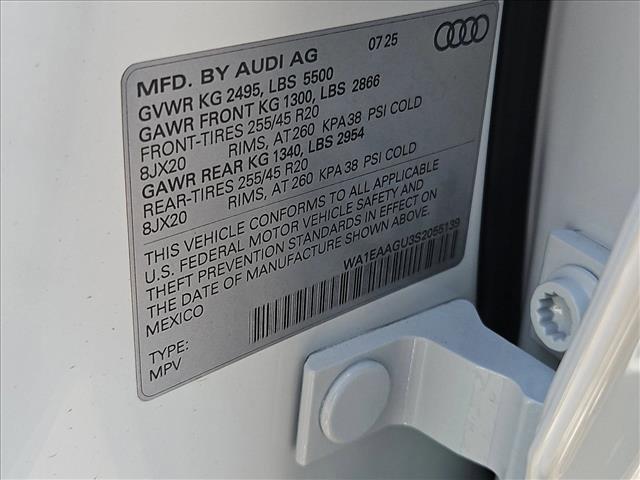 MFD. BY AUDI AG 07 25
GVWR KG 2495, LBS 5500
GAWR FRONT KG 1300, LBS 2866
FRONT-TIRES 255/45 R20
8JX20 RIMS, AT 260 KPA 38 PSI COLD
GAWR REAR KG 1340, LBS 2954
REAR-TIRES 255/45 R20
8JX20 RIMS, AT 260 KPA 38 PSI COLD
THIS VEHICLE CONFORMS TO ALL APPLICABLE
U.S. FEDERAL MOTOR VEHICLE SAFETY AND
THEFT PREVENTION STANDARDS IN EFFECT ON
THE DATE OF MANUFACTURE SHOWN ABOVE.
MEXICO
WA1EAAGU3S2055139
TYPE:
MPV